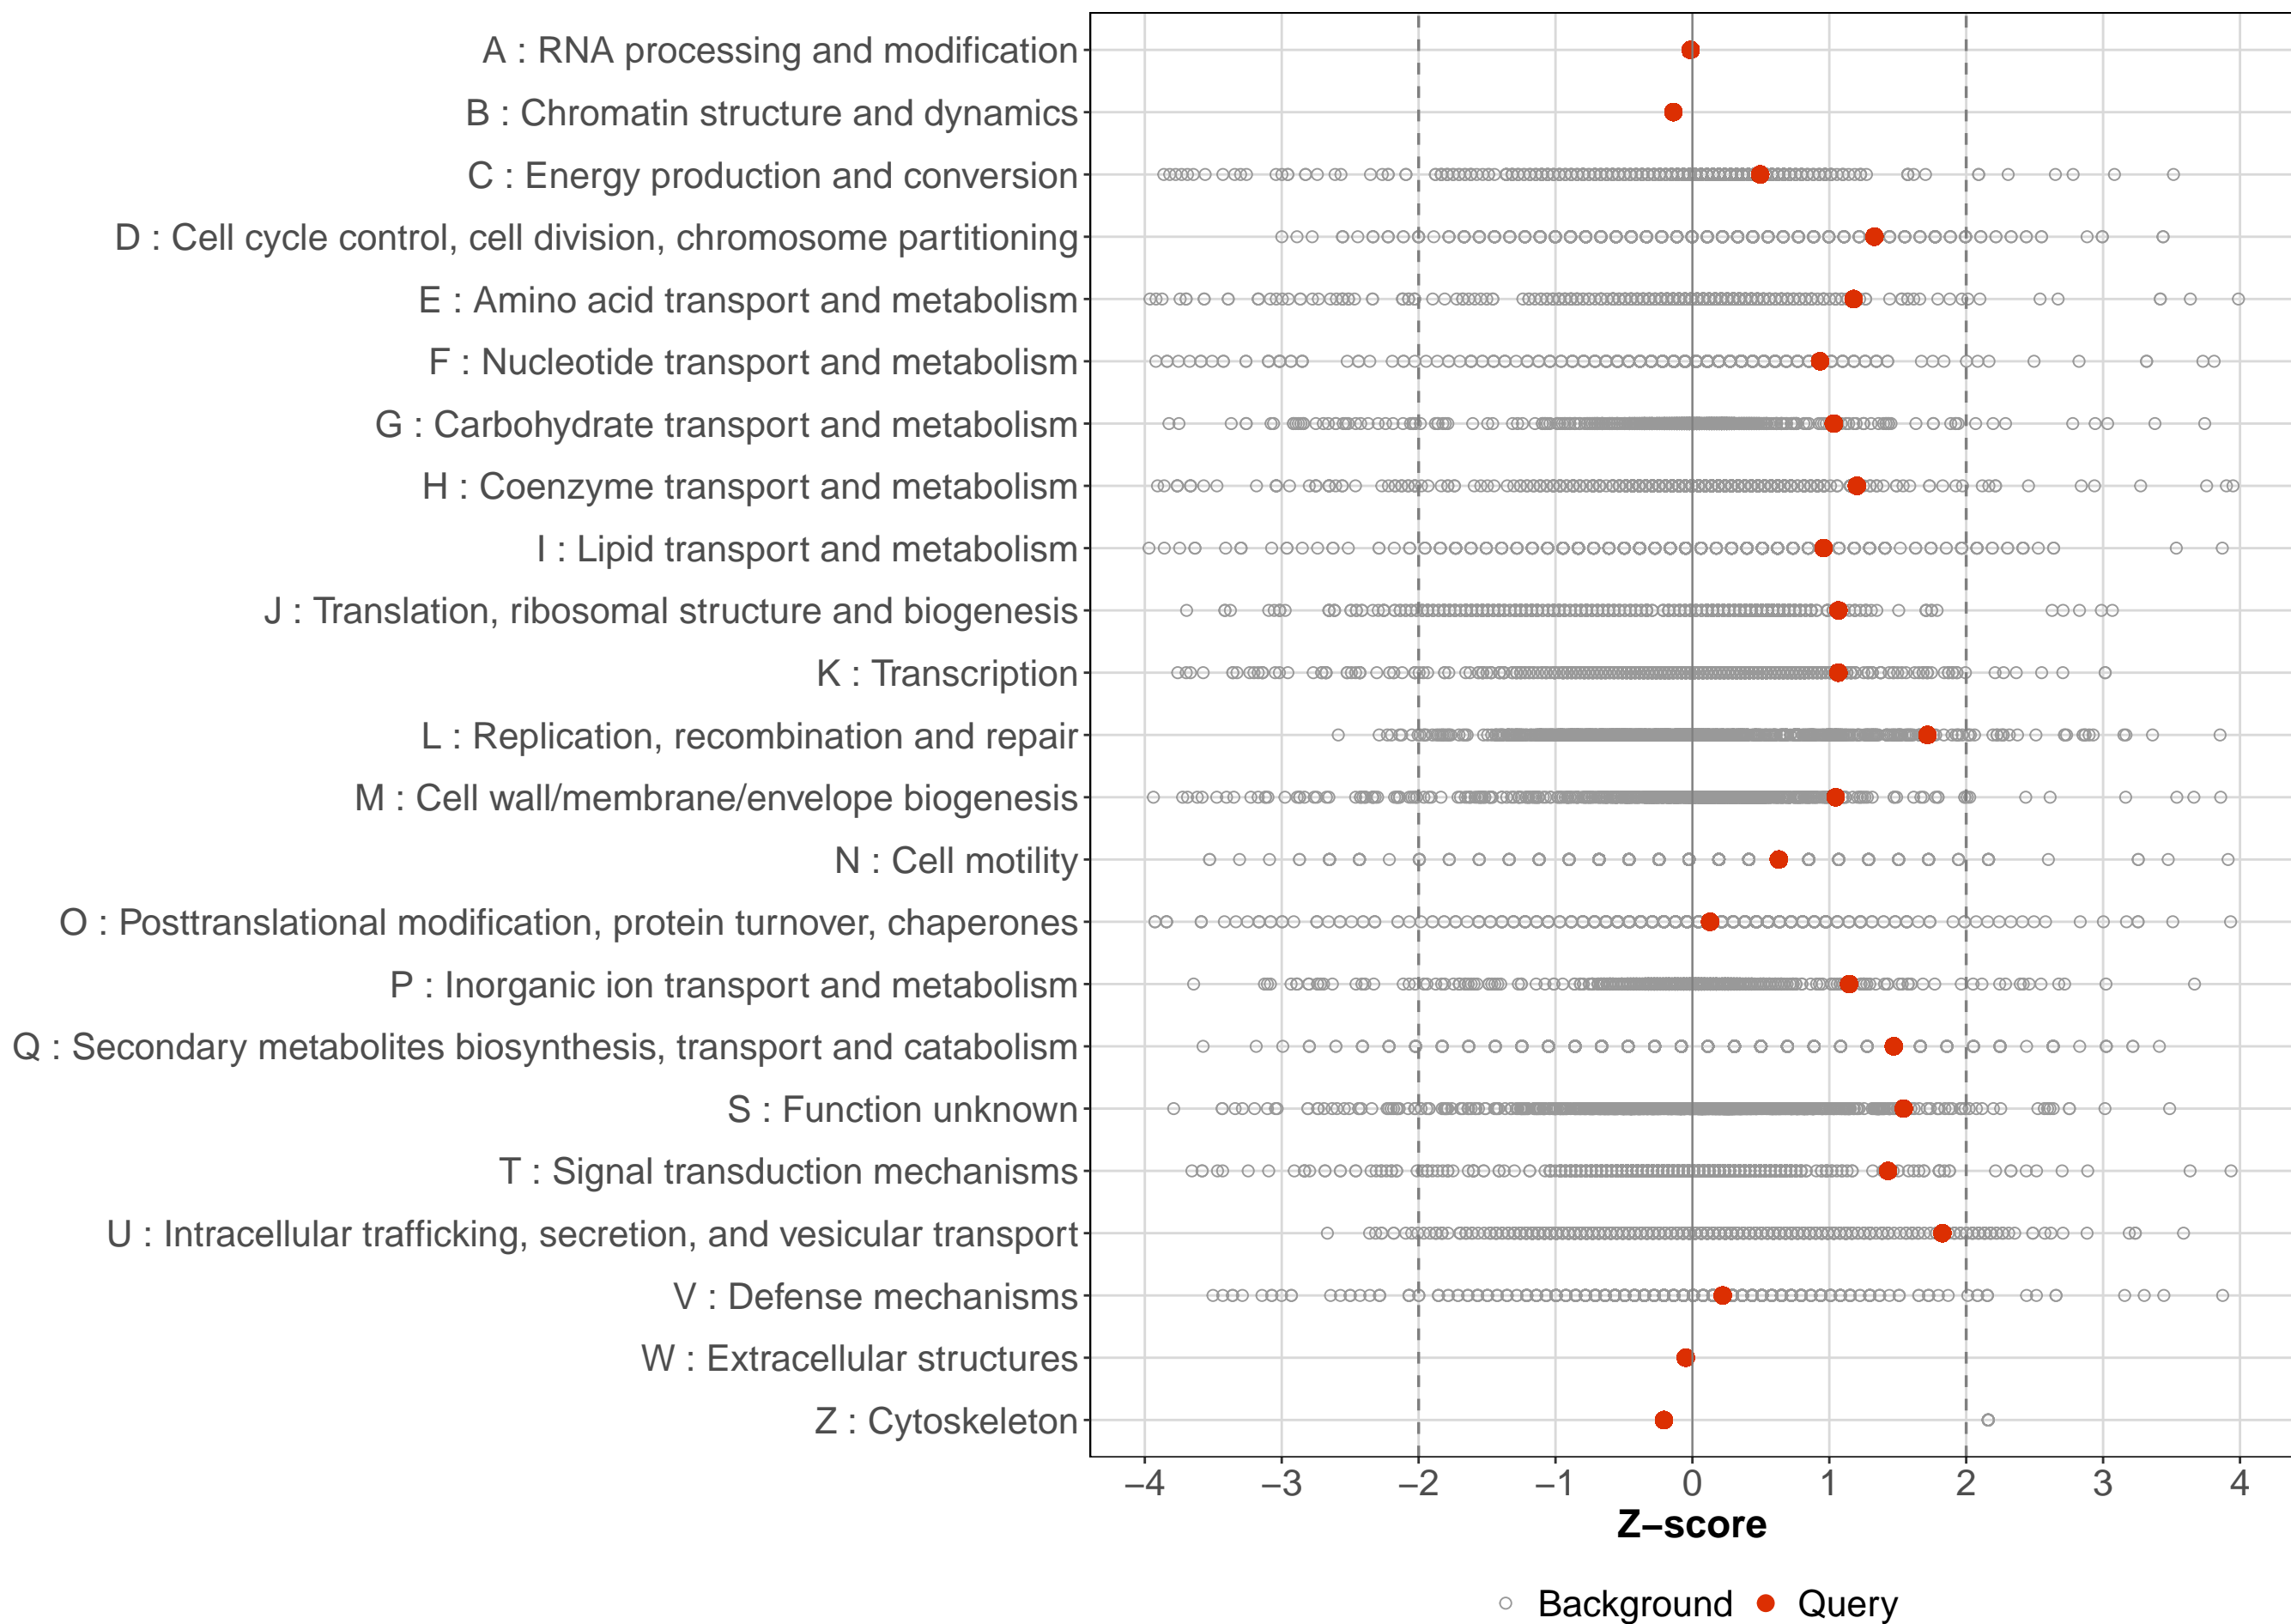 A : RNA processing and modification
B : Chromatin structure and dynamics
C : Energy production and conversion
D : Cell cycle control, cell division, chromosome partitioning
E : Amino acid transport and metabolism
F : Nucleotide transport and metabolism
G : Carbohydrate transport and metabolism
H : Coenzyme transport and metabolism
I : Lipid transport and metabolism
J : Translation, ribosomal structure and biogenesis
K : Transcription
L : Replication, recombination and repair
M : Cell wall/membrane/envelope biogenesis
N : Cell motility
O : Posttranslational modification, protein turnover, chaperones
P : Inorganic ion transport and metabolism
Q : Secondary metabolites biosynthesis, transport and catabolism
S : Function unknown
T : Signal transduction mechanisms
U : Intracellular trafficking, secretion, and vesicular transport
V : Defense mechanisms
W : Extracellular structures
Z : Cytoskeleton
−4 −3 −2 −1 0 1 2 3 4
Z−score
Background Query